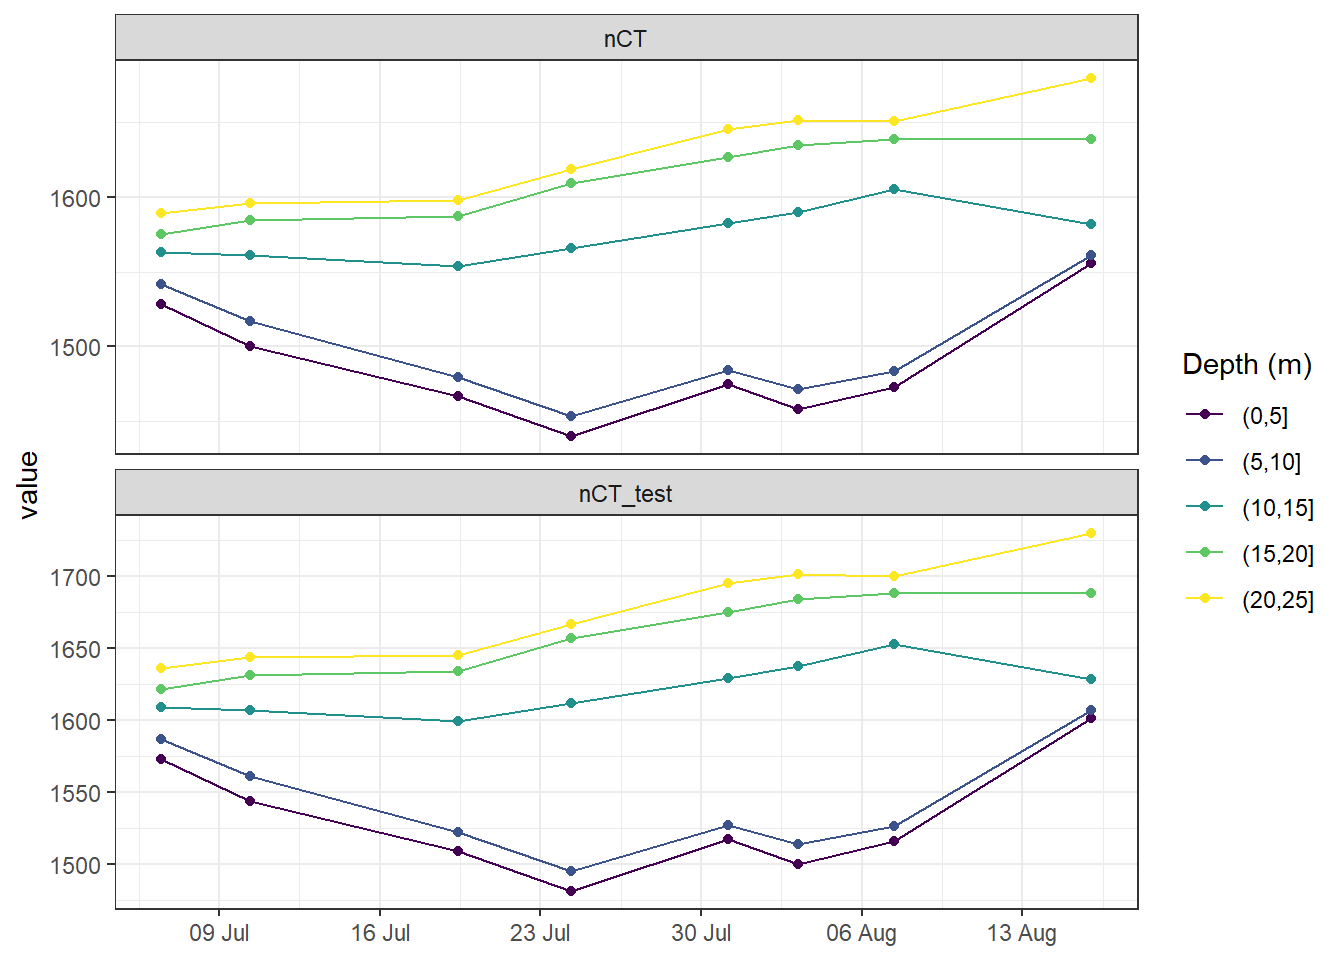 nCT
1600
1500
value
nCT_test
1700
1650
1600
1550
1500
09 Jul
16 Jul
23 Jul
30 Jul
06 Aug
13 Aug
Depth (m)
(0,5]
(5,10]
(10,15]
(15,20]
(20,25]